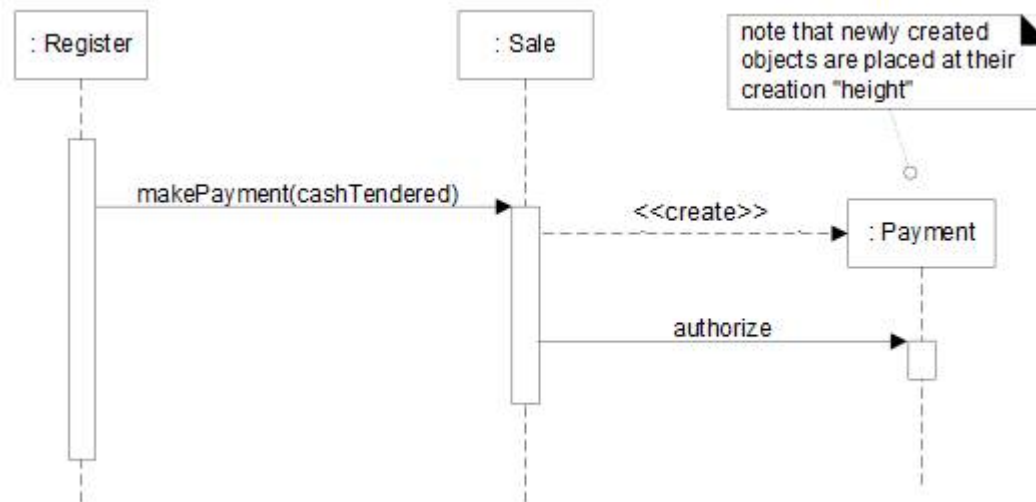 : Register
: Sale
note that newly created
objects are placed at their
creation "height"
makePayment(cashTendered)
<<create>>
: Payment
authorize